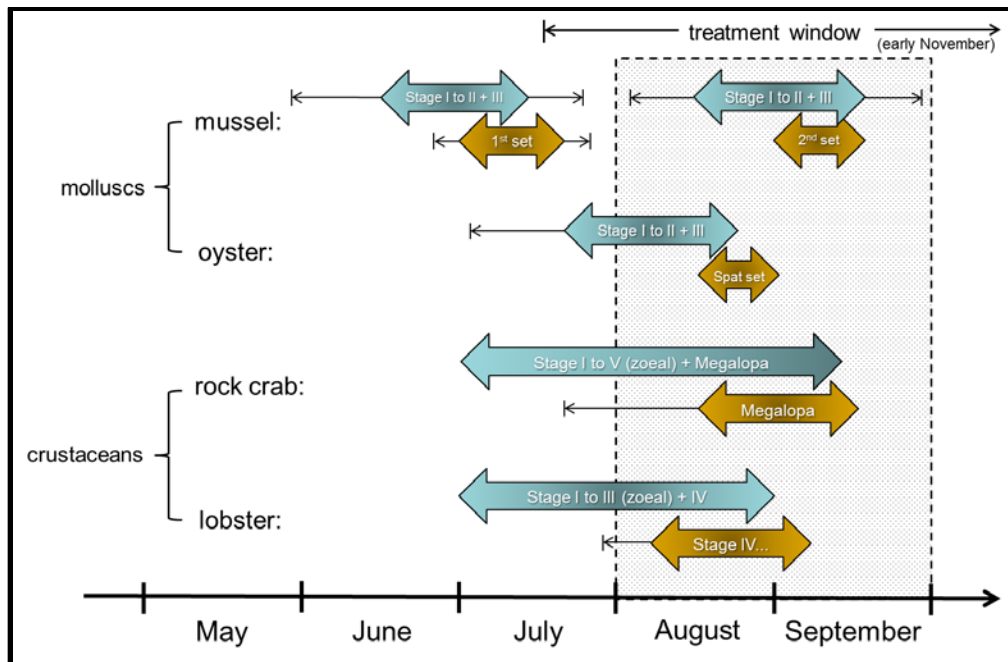 treatment window
(early November)
Stage I to II + III
Stage I to II + III
mussel:
1st set
2nd set
molluscs
Stage I to II + III
oyster:
Spat set
Stage I to V (zoeal) + Megalopa
rock crab:
Megalopa
crustaceans
Stage I to III (zoeal) + IV
lobster:
Stage IV...
May June July August September